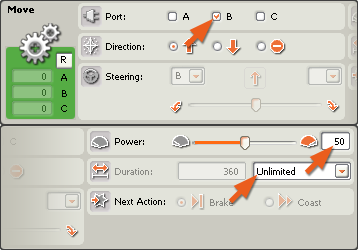 Move
Port: A B C
Direction:
R
Steering: B
0 A
0 B
0 C
C
Power: 50
Duration: 360 Unlimited
Next Action: Brake Coast